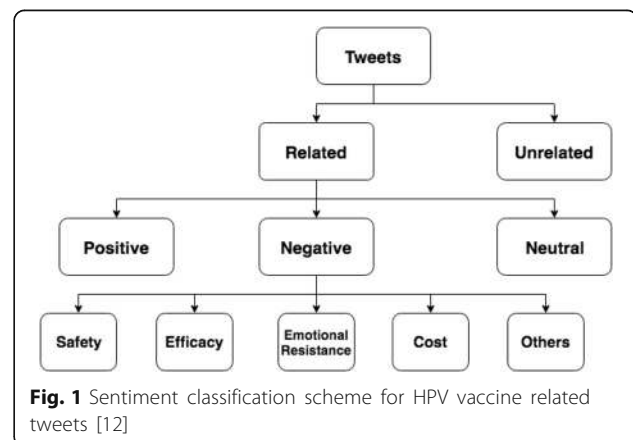 Tweets
Related
Unrelated
Positive
Negative
Neutral
Safety
Efficacy
Emotional
Resistance
Cost
Others
Fig. 1 Sentiment classification scheme for HPV vaccine related
tweets [12]